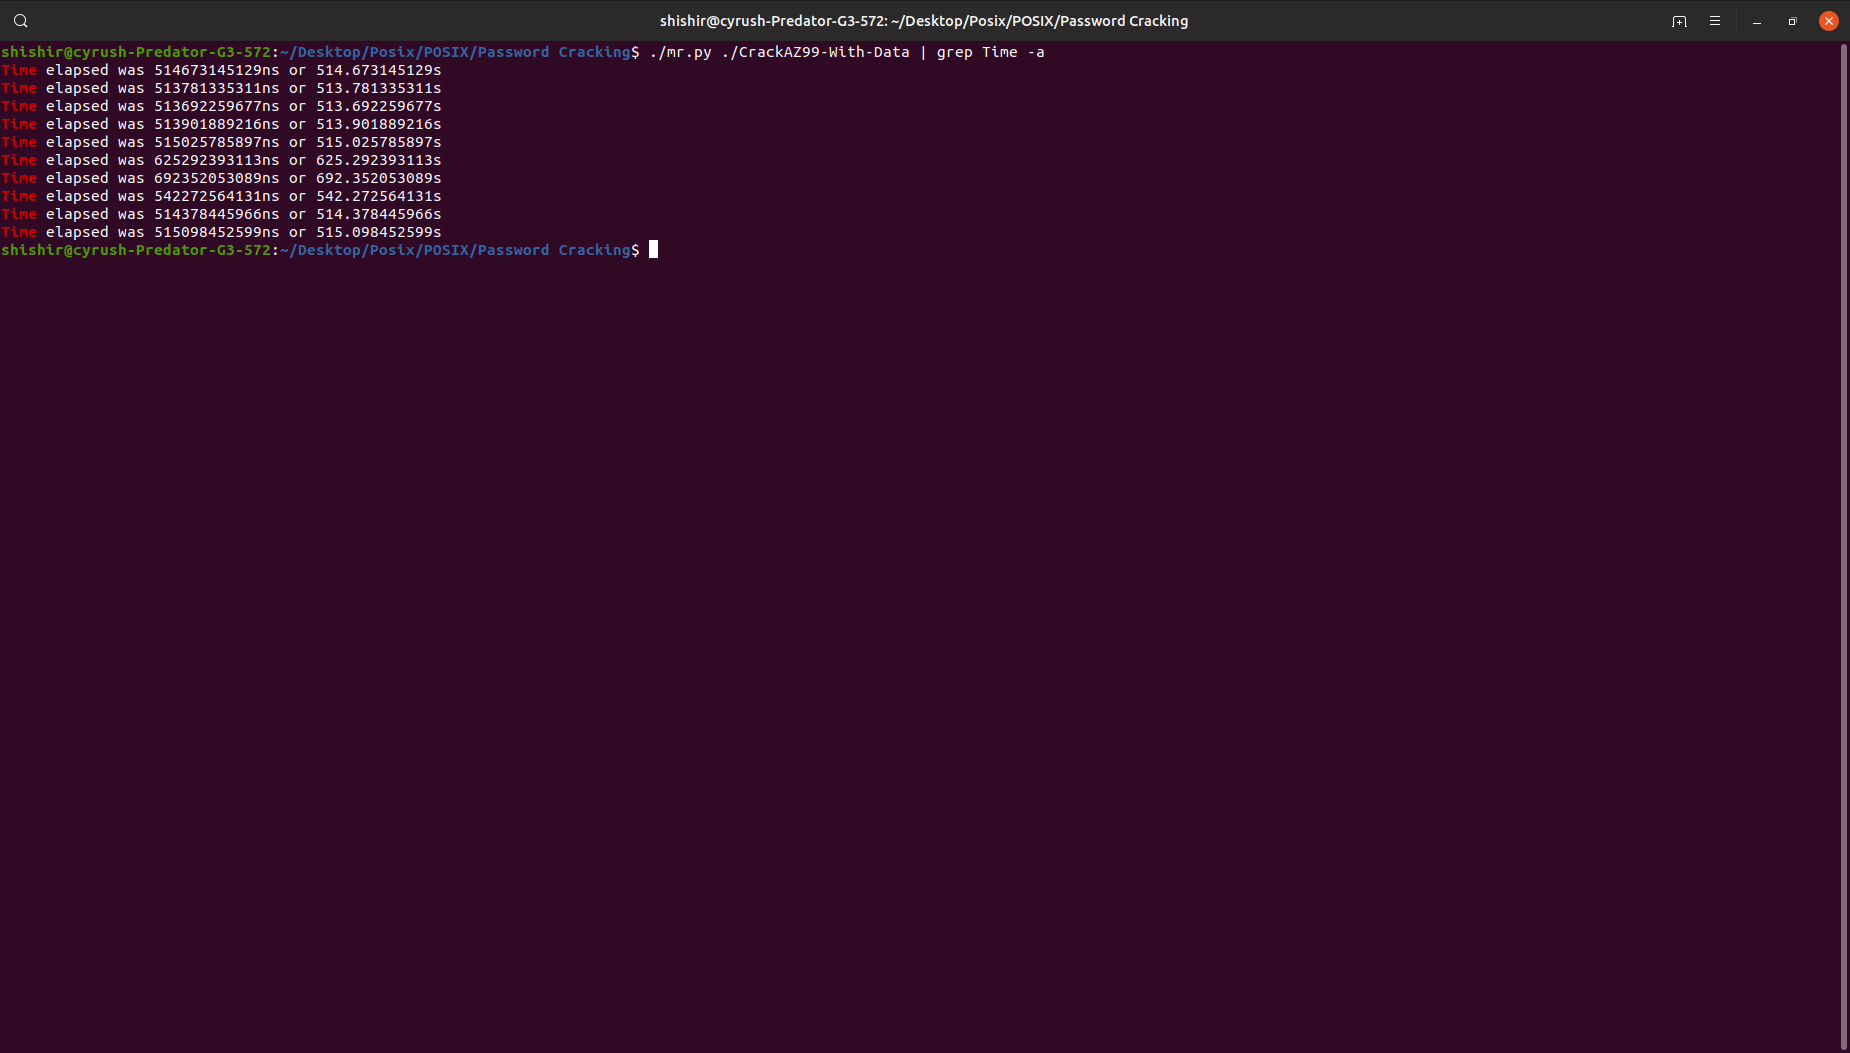 shishir@cyrush-Predator-G3-572: ~/Desktop/Posix/POSIX/Password Cracking
shishir@cyrush-Predator-G3-572:~/Desktop/Posix/POSIX/Password Cracking$ ./mr.py ./CrackAZ99-With-Data | grep Time -a
Time elapsed was 514673145129ns or 514.673145129s
Time elapsed was 513781335311ns or 513.781335311s
Time elapsed was 513692259677ns or 513.692259677s
Time elapsed was 513901889216ns or 513.901889216s
Time elapsed was 515025785897ns or 515.025785897s
Time elapsed was 625292393113ns or 625.292393113s
Time elapsed was 692352053089ns or 692.352053089s
Time elapsed was 542272564131ns or 542.272564131s
Time elapsed was 514378445966ns or 514.378445966s
Time elapsed was 515098452599ns or 515.098452599s
shishir@cyrush-Predator-G3-572:~/Desktop/Posix/POSIX/Password Cracking$